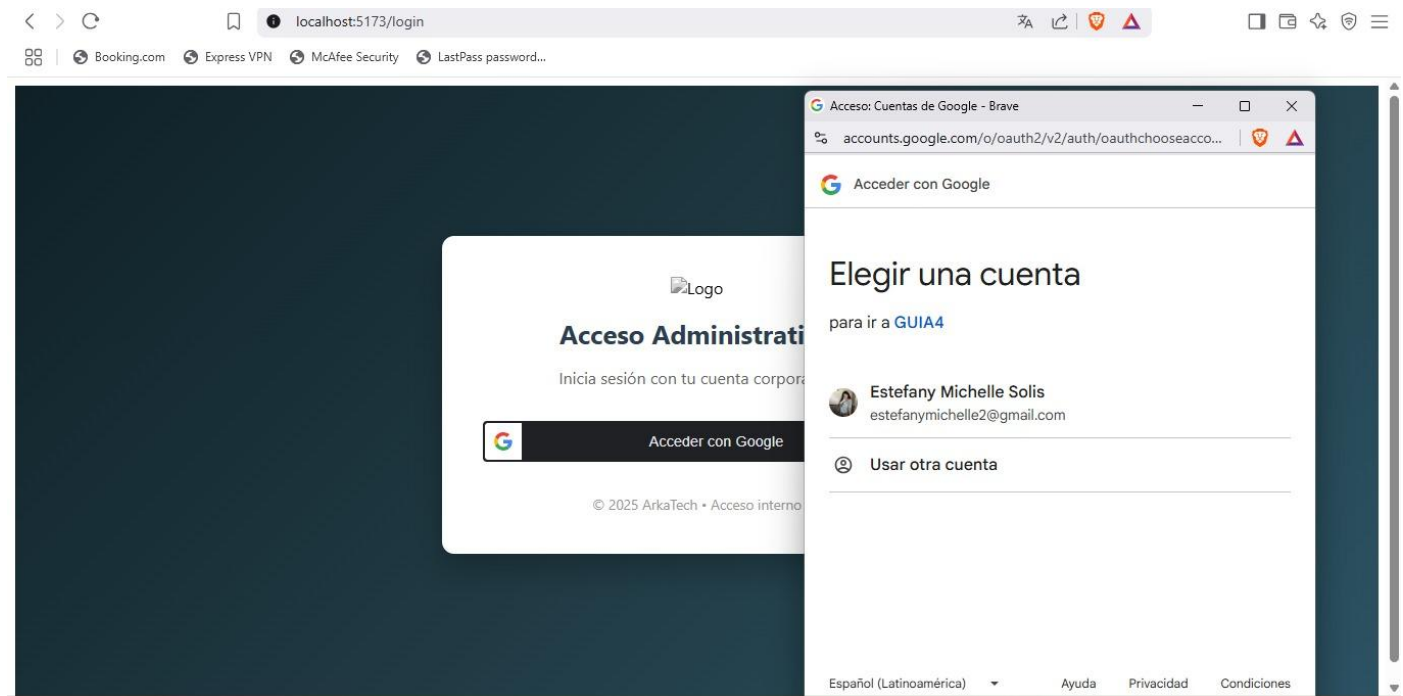 localhost:5173/login
Booking.com
Express VPN
McAfee Security
LastPass password...
Logo
Acceso Administrati
Inicia sesión con tu cuenta corpora
Acceder con Google
© 2025 ArkaTech • Acceso interno
Acceso: Cuentas de Google - Brave
accounts.google.com/o/oauth2/v2/auth/oauthchooseacco...
Acceder con Google
Elegir una cuenta
para ir a GUIA4
Estefany Michelle Solis
estefanymichelle2@gmail.com
Usar otra cuenta
Español (Latinoamérica)
Ayuda
Privacidad
Condiciones